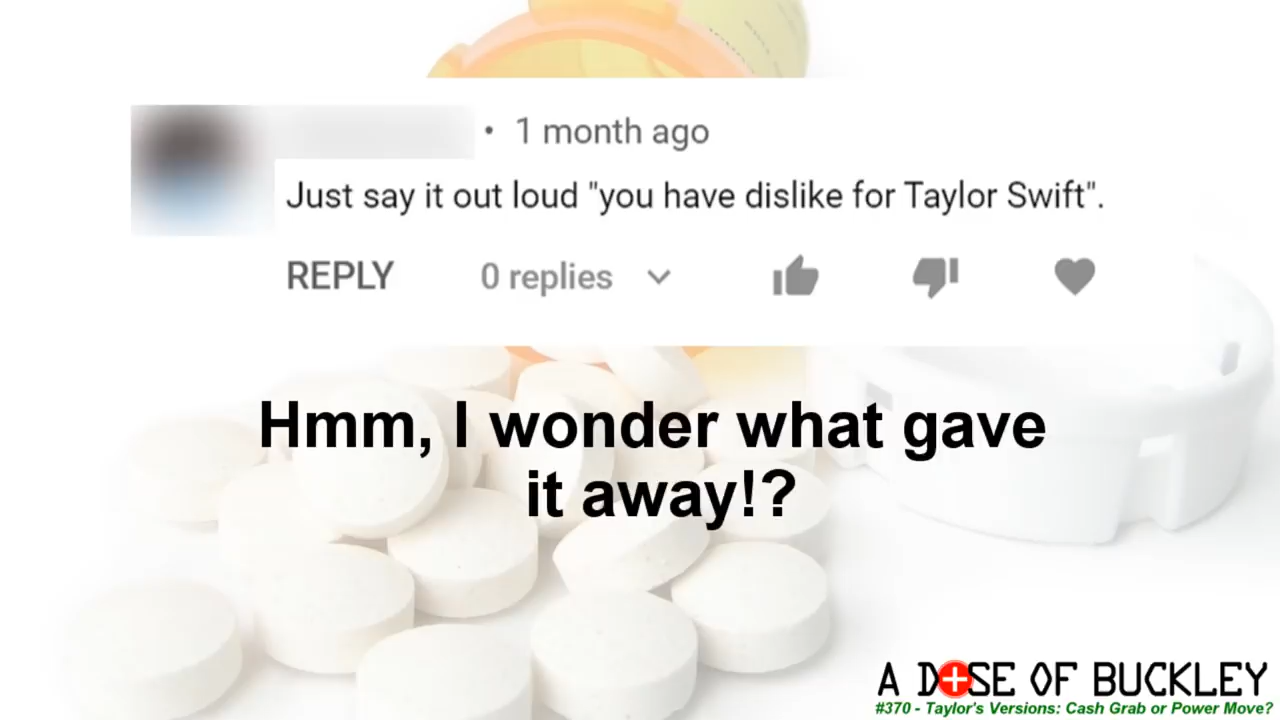 • 1 month ago
Just say it out loud "you have dislike for Taylor Swift".
REPLY 0 replies
Hmm, I wonder what gave
it away!?
A DOSE OF BUCKLEY
#370 - Taylor's Versions: Cash Grab or Power Move?